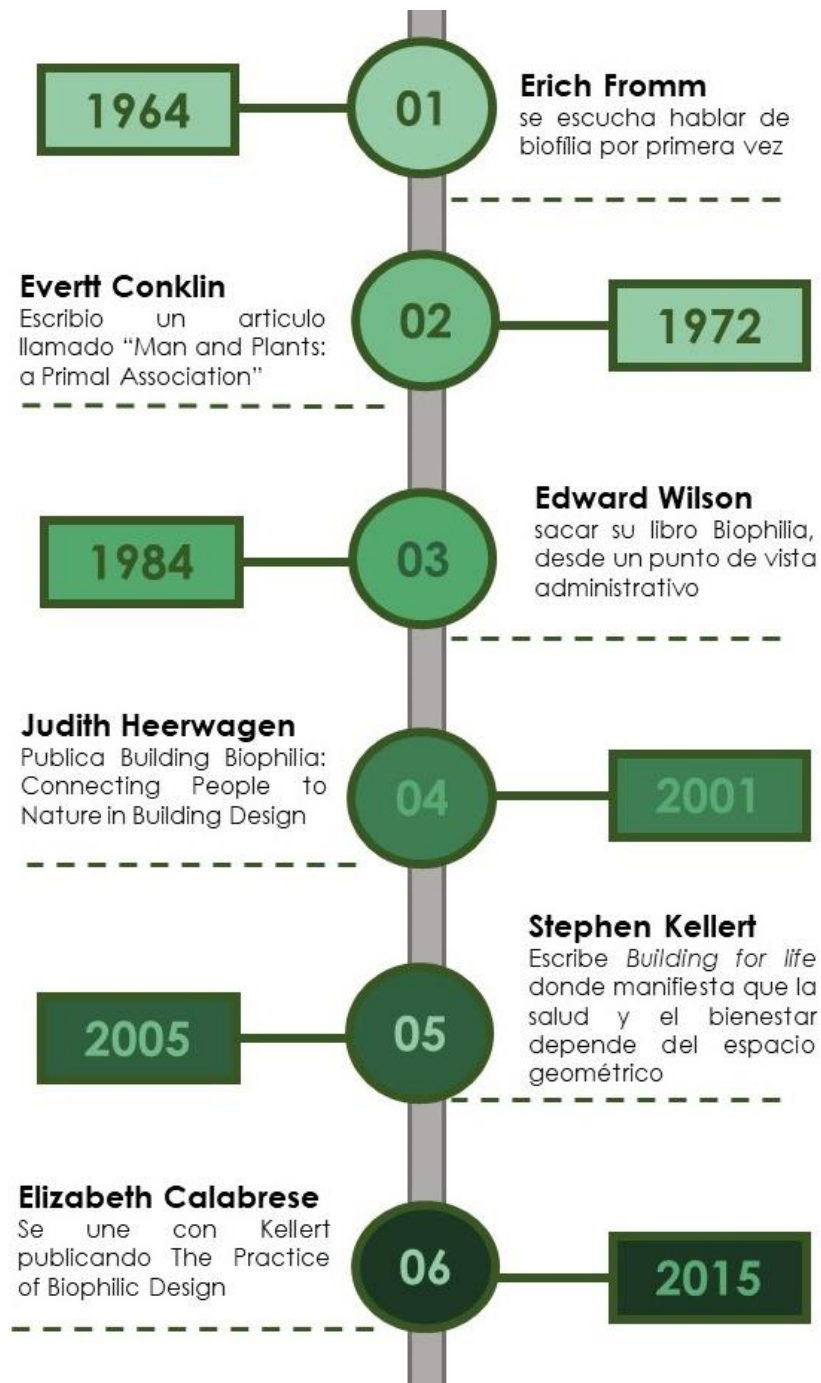 1964
01
Erich Fromm
se escucha hablar de
biofília por primera vez
Evertt Conklin
Escribio un articulo
llamado “Man and Plants:
a Primal Association”
02
1972
1984
03
Edward Wilson
sacar su libro Biophilia,
desde un punto de vista
administrativo
Judith Heerwagen
Publica Building Biophilia:
Connecting People to
Nature in Building Design
04
2001
2005
05
Stephen Kellert
Escribe Building for life
donde manifiesta que la
salud y el bienestar
depende del espacio
geométrico
Elizabeth Calabrese
Se une con Kellert
publicando The Practice
of Biophilic Design
06
2015